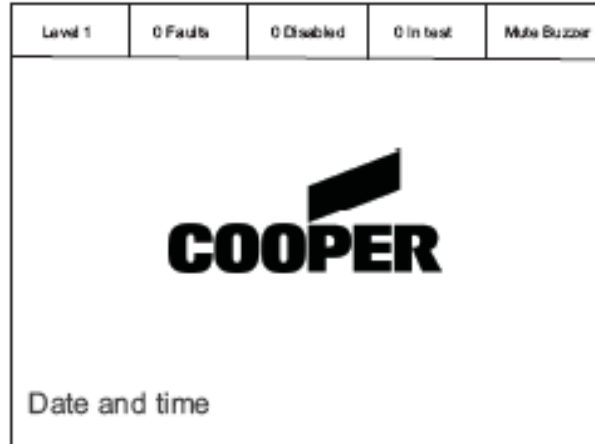 Level 1 0 Faults 0 Disabled 0 In test Mute Buzzer
COOPER
Date and time